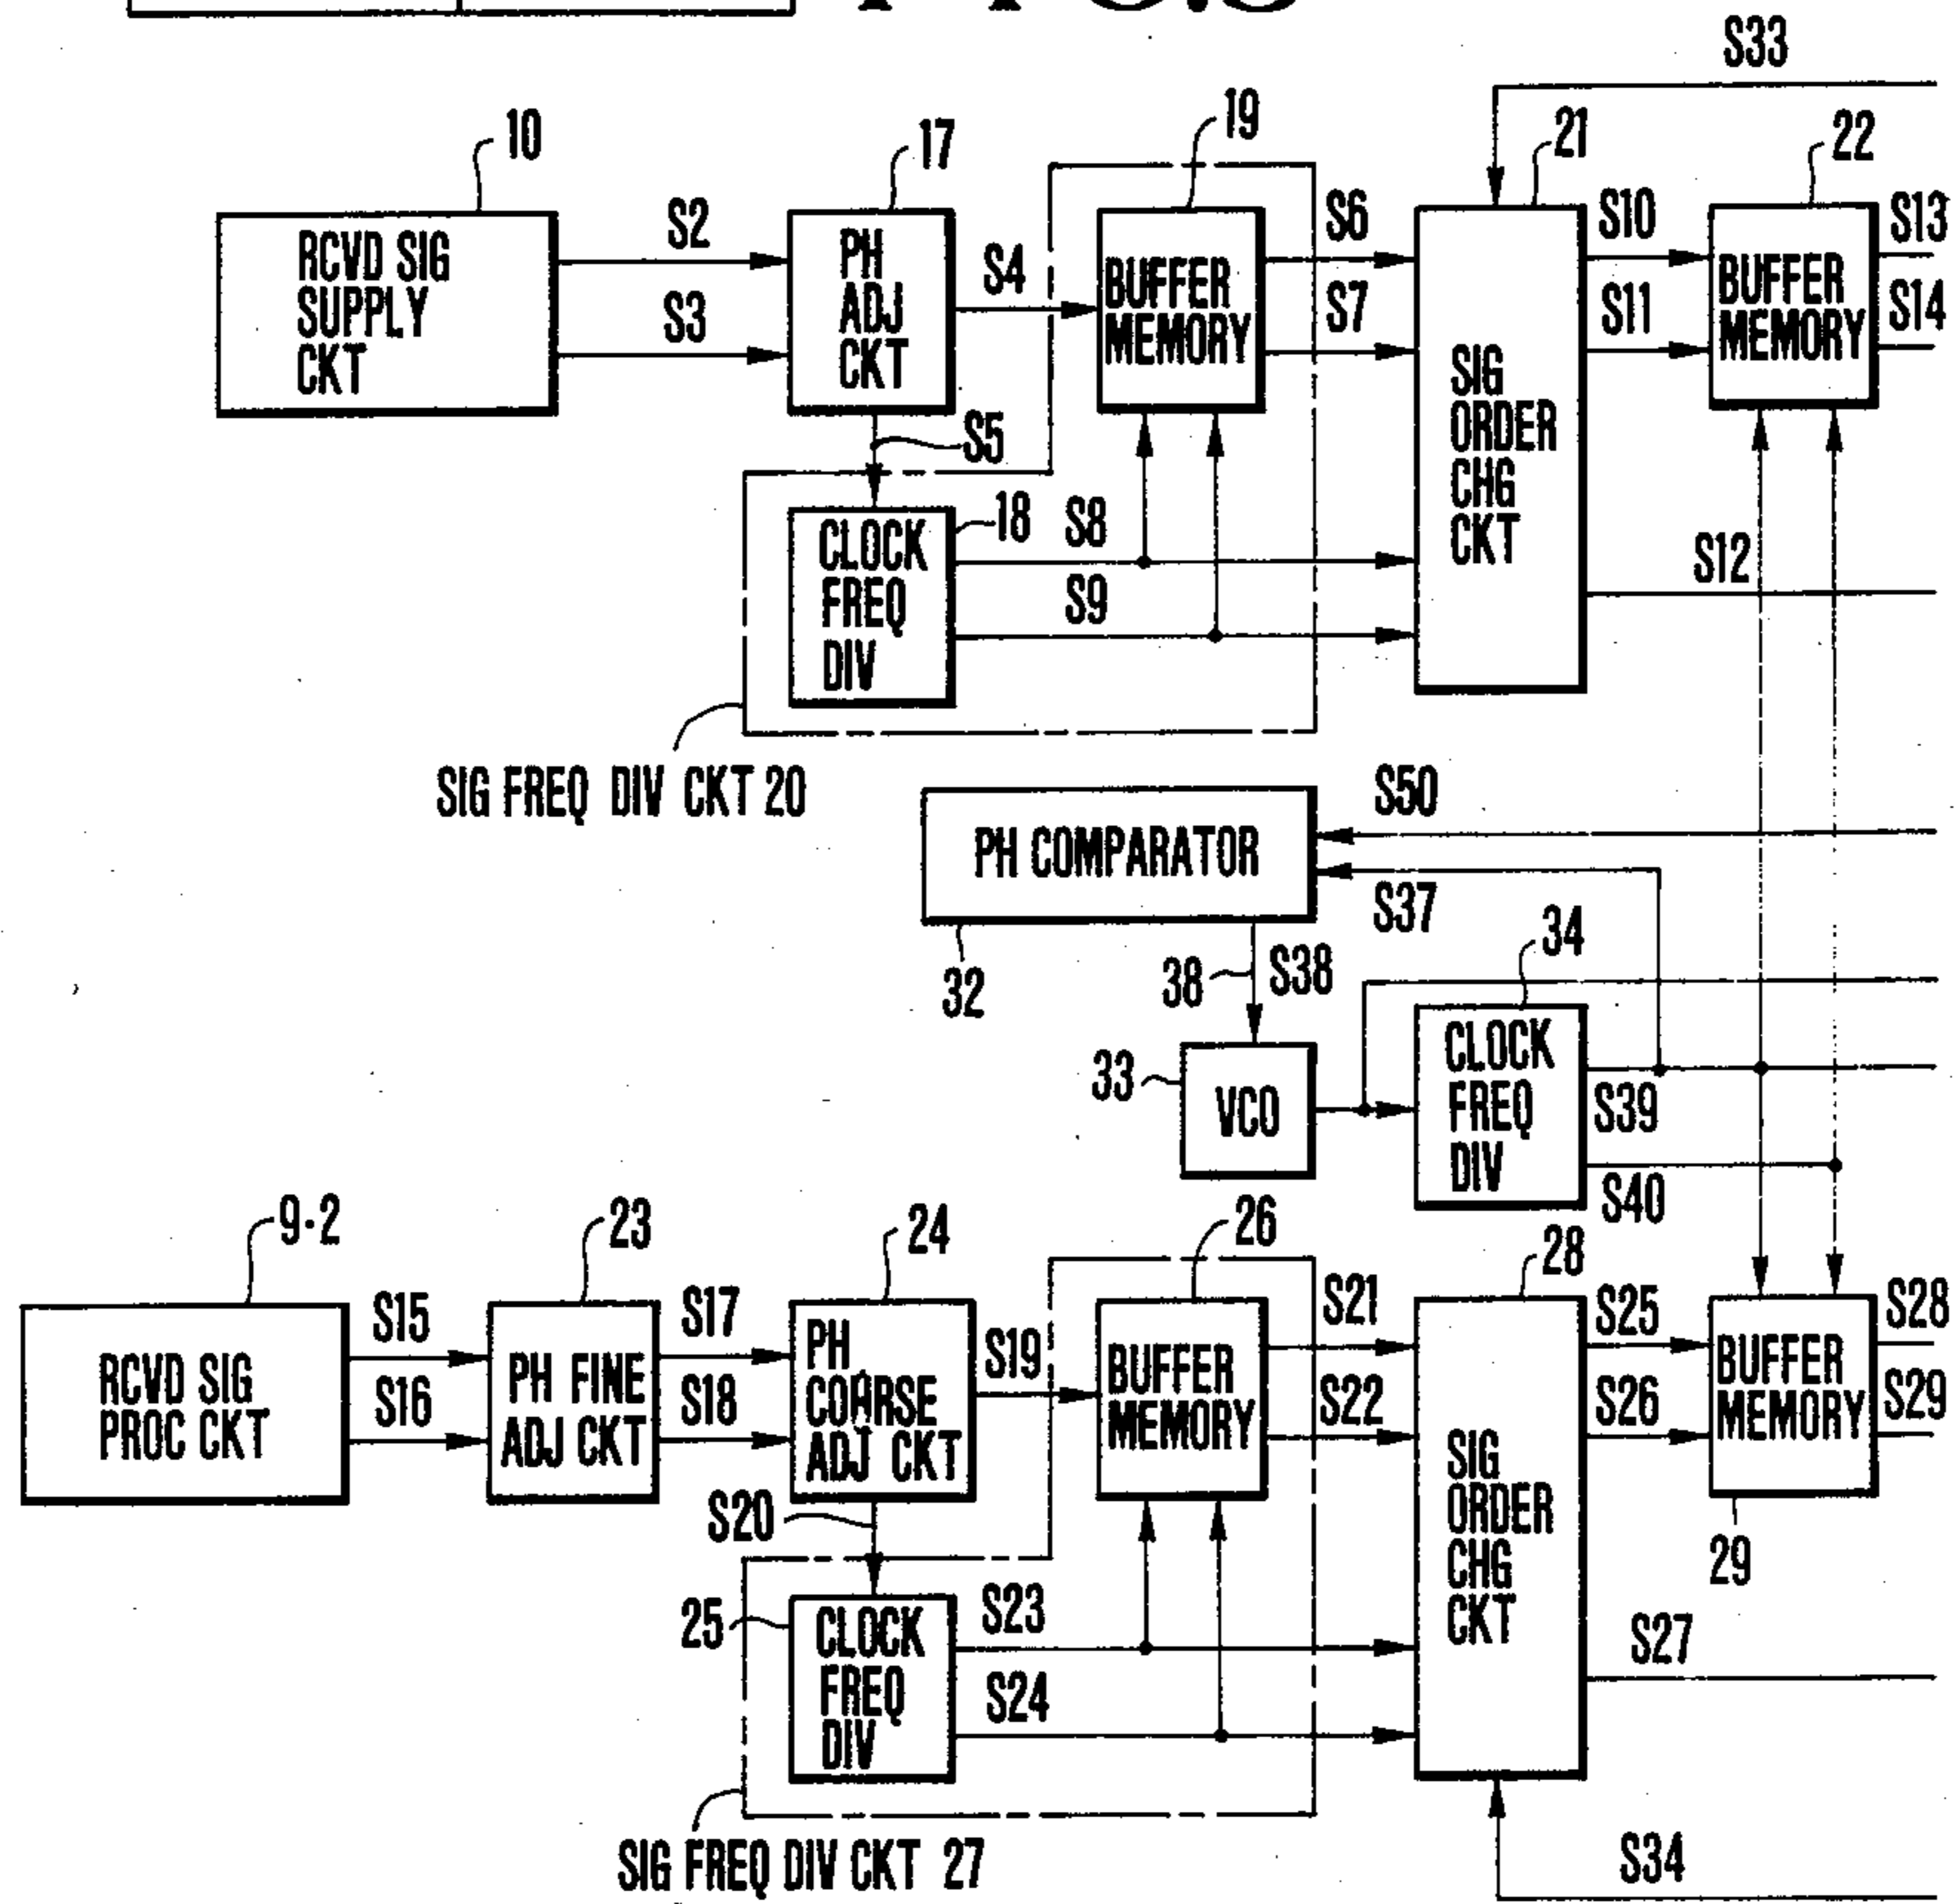 S33
10
17
19
21
22
RCVD SIG
SUPPLY
CKT
S2
S3
PH
ADJ
CKT
S4
S5
BUFFER
MEMORY
S6
S7
SIG
ORDER
CHG
CKT
S10
S11
BUFFER
MEMORY
S13
S14
18
CLOCK
FREQ
DIV
S8
S9
S12
SIG FREQ DIV CKT 20
PH COMPARATOR
S50
S37
32
38
S38
34
33
VCO
CLOCK
FREQ
DIV
S39
S40
9-2
23
24
26
28
RCVD SIG
PROC CKT
S15
S16
PH FINE
ADJ CKT
S17
S18
PH
COARSE
ADJ CKT
S19
S20
BUFFER
MEMORY
S21
S22
SIG
ORDER
CHG
CKT
S25
S26
BUFFER
MEMORY
S28
S29
29
25
CLOCK
FREQ
DIV
S23
S24
S27
SIG FREQ DIV CKT 27
S34